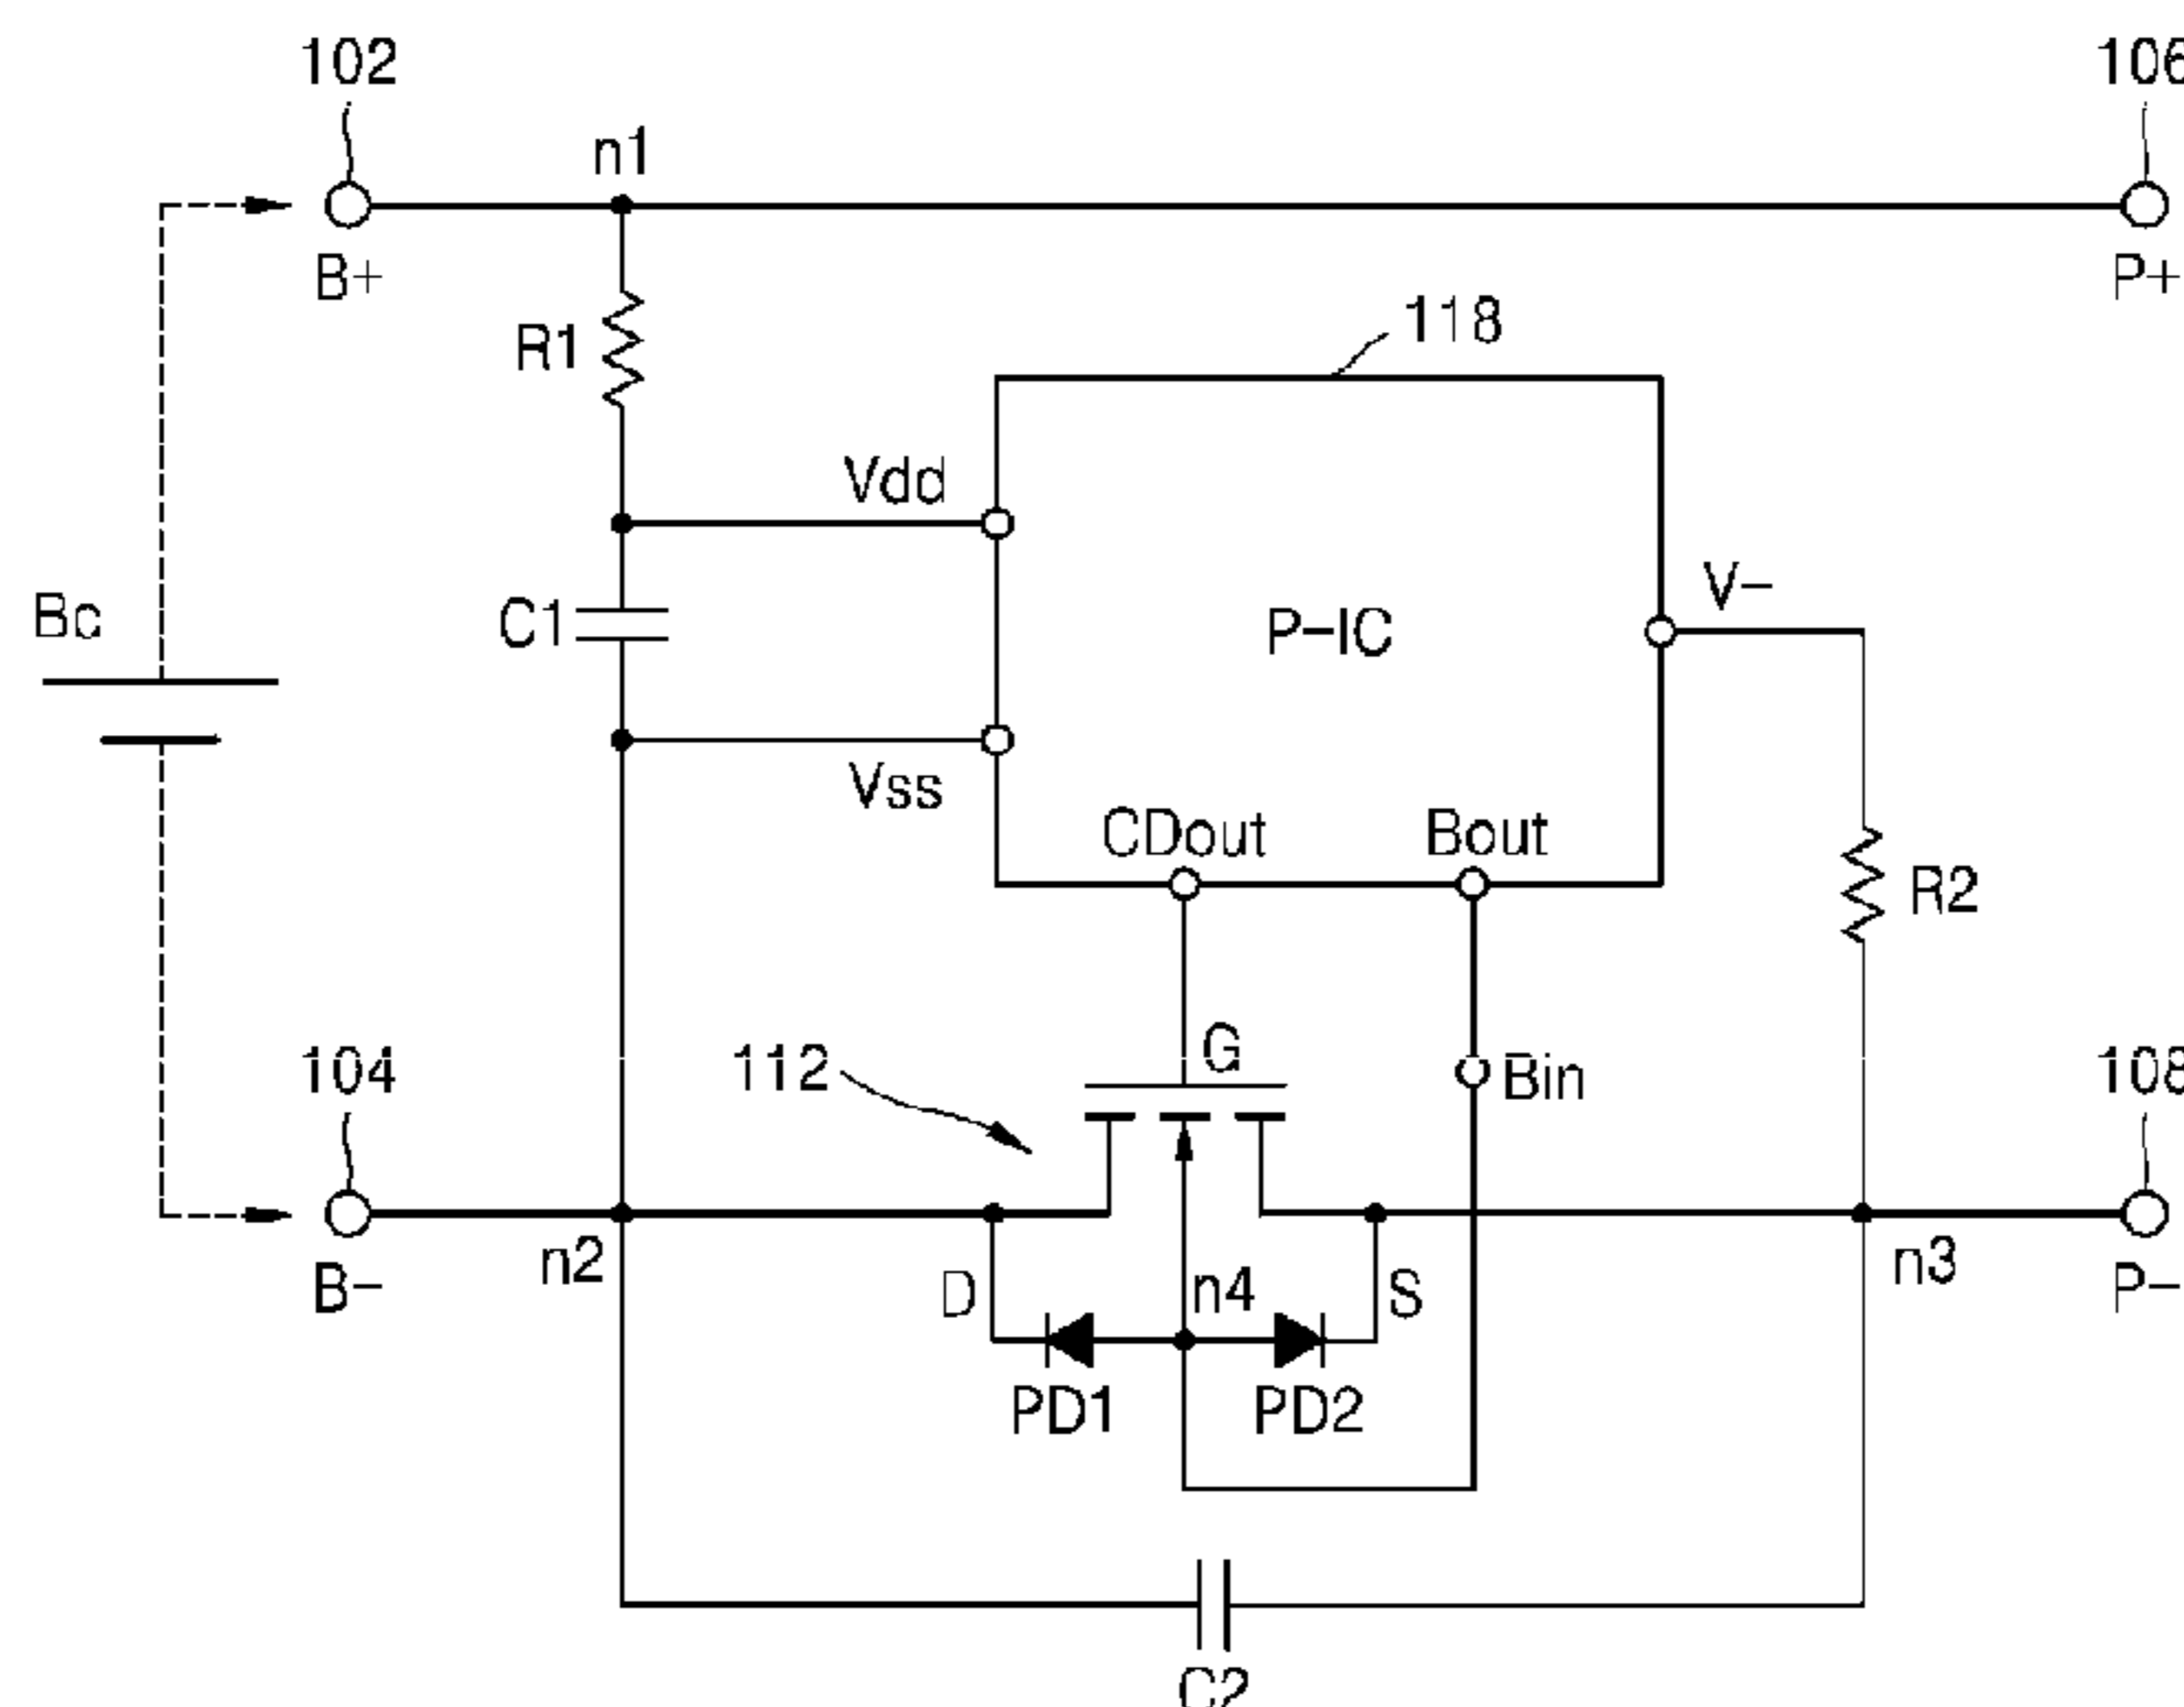 102
106
n1
B+
P+
118
R1
Vdd
V-
Bc
C1
P-IC
Vss
CDout
Bout
R2
G
104
112
Bin
108
n2
n3
B-
D
n4
S
P-
PD1
PD2
C2